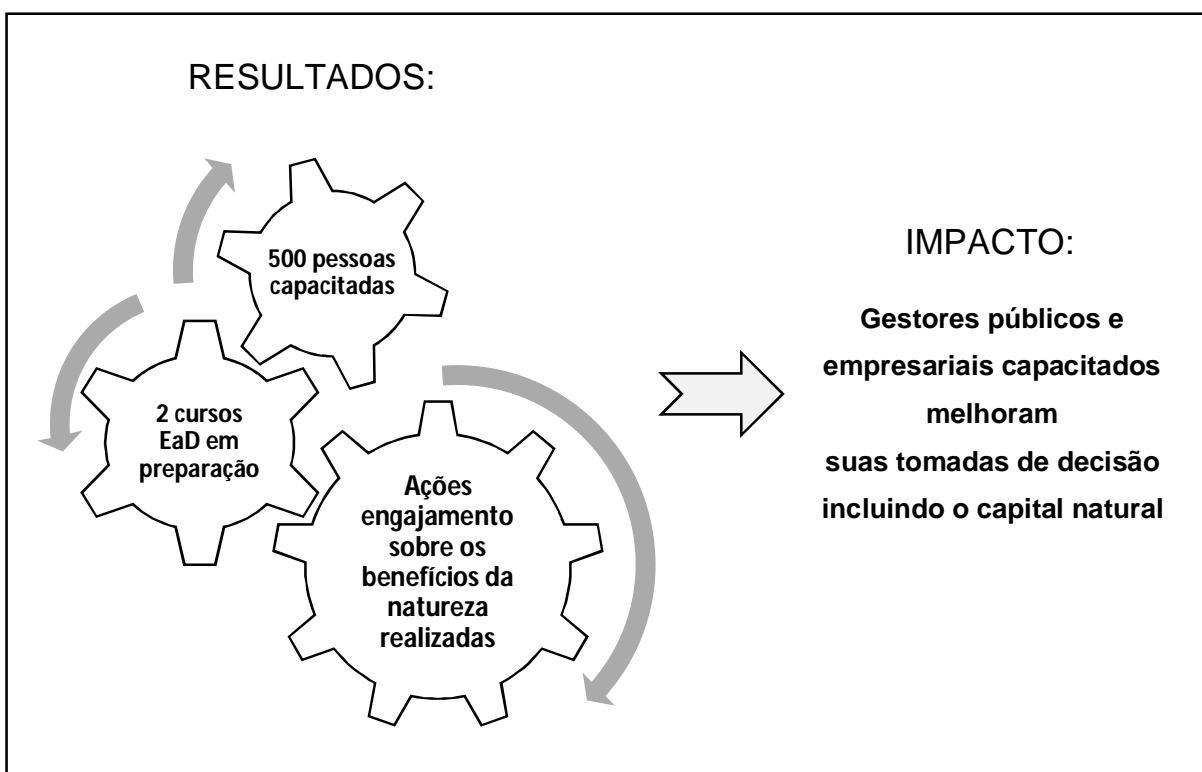 RESULTADOS:
500 pessoas
capacitadas
2 cursos
EaD em
preparação
Ações
engajamento
sobre os
benefícios da
natureza
realizadas
IMPACTO:
Gestores públicos e
empresariais capacitados
melhoram
suas tomadas de decisão
incluindo o capital natural